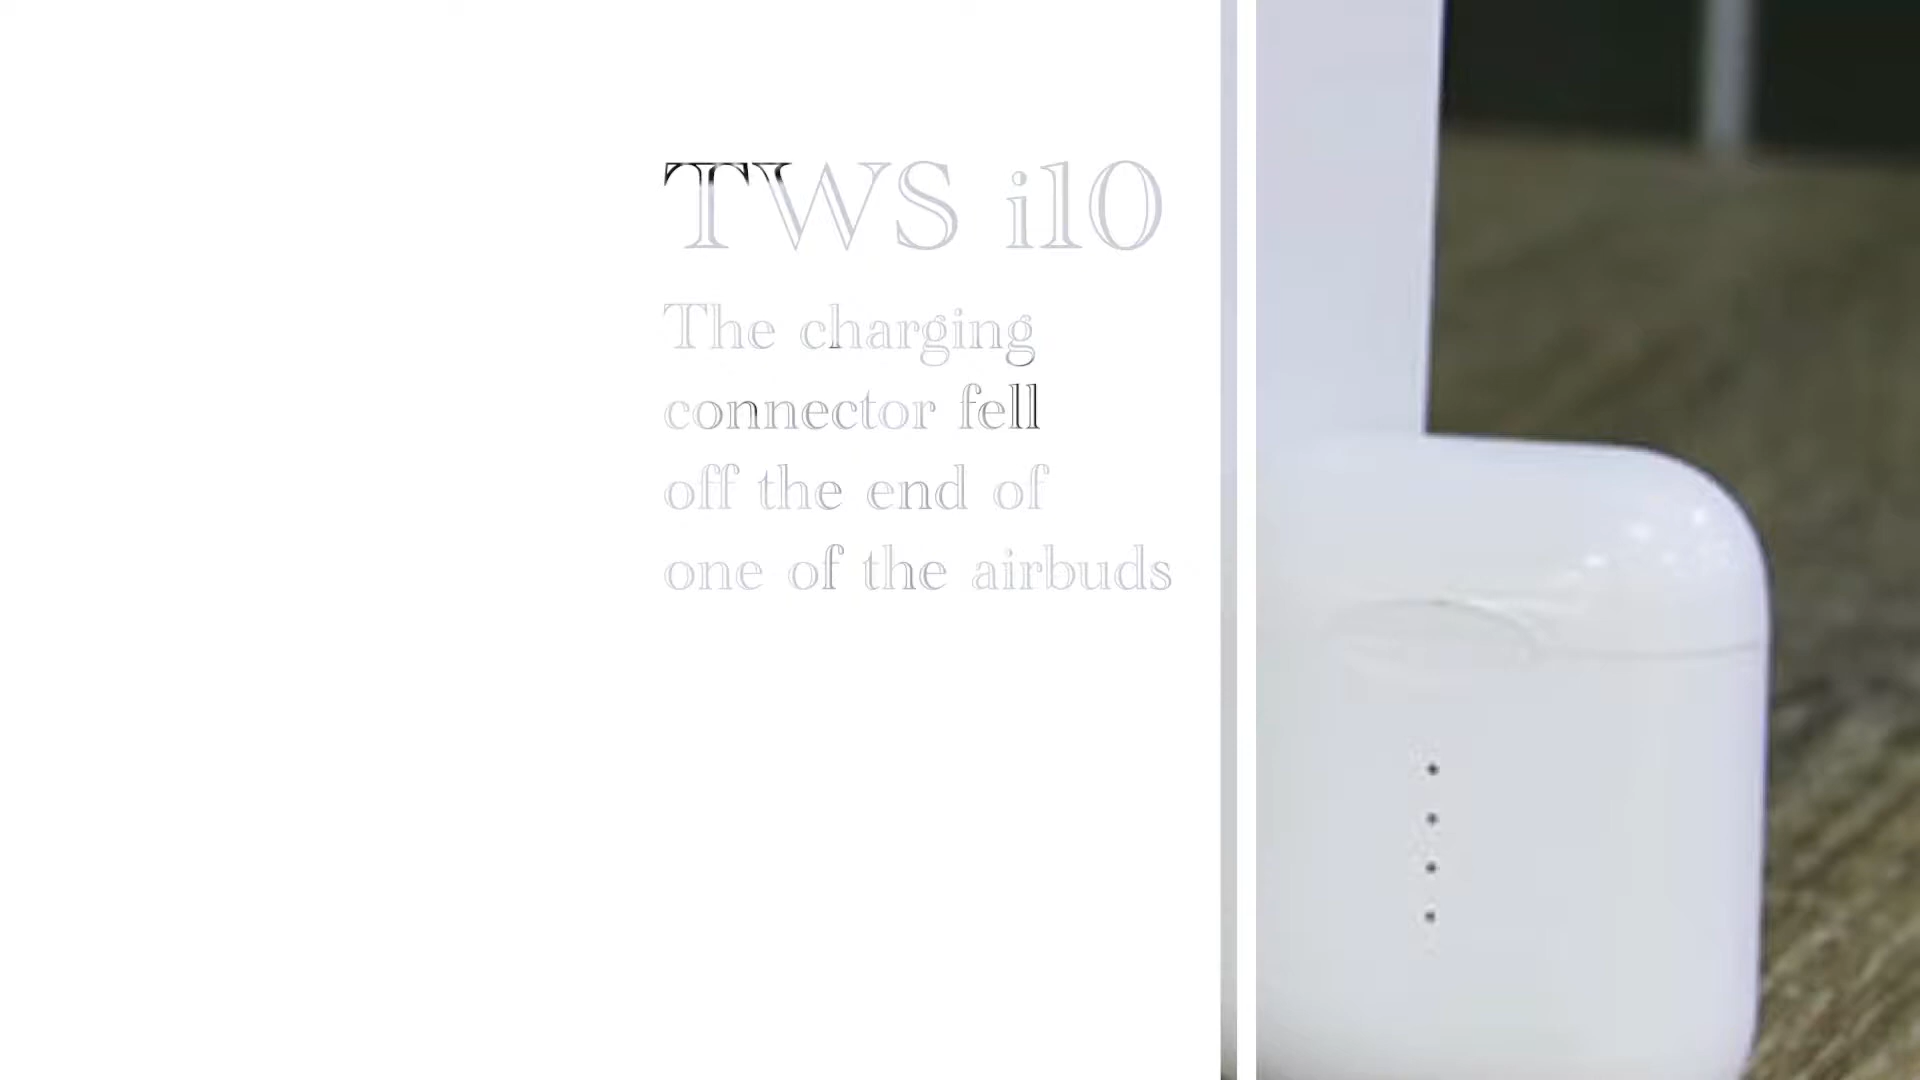 TWS i10
The charging
connector fell
off the end of
one of the airbuds